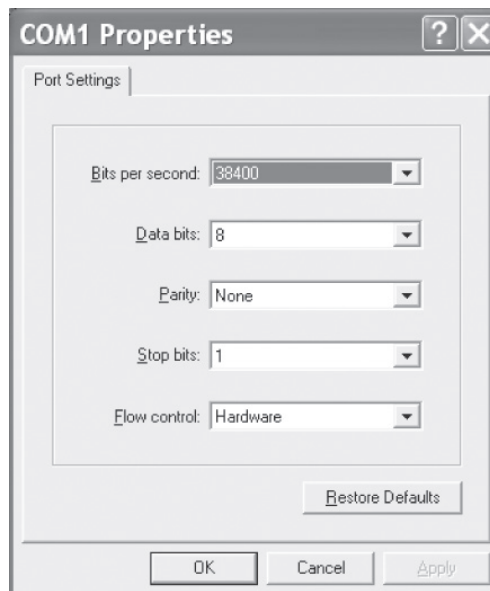 COM1 Properties
Port Settings
Bits per second: 38400
Data bits: 8
Parity: None
Stop bits: 1
Flow control: Hardware
Restore Defaults
OK Cancel Apply